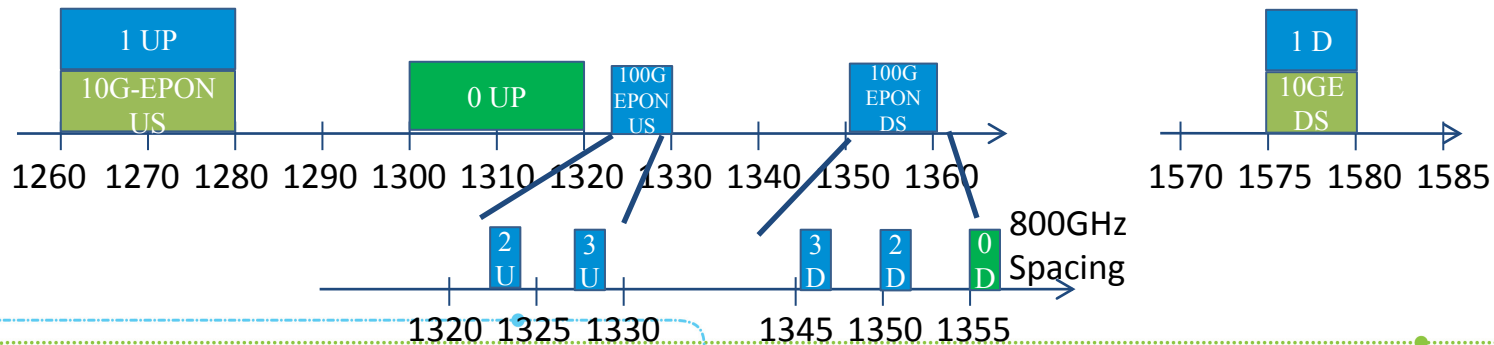 1 UP
10G-EPON
US
0 UP
100G
EPON
US
100G
EPON
DS
1 D
10GE
DS
1260 1270 1280 1290 1300 1310 1320 1330 1340 1350 1360
1570 1575 1580 1585
2
U
3
U
3
D
2
D
0
D
800GHz
Spacing
1320 1325 1330
1345 1350 1355